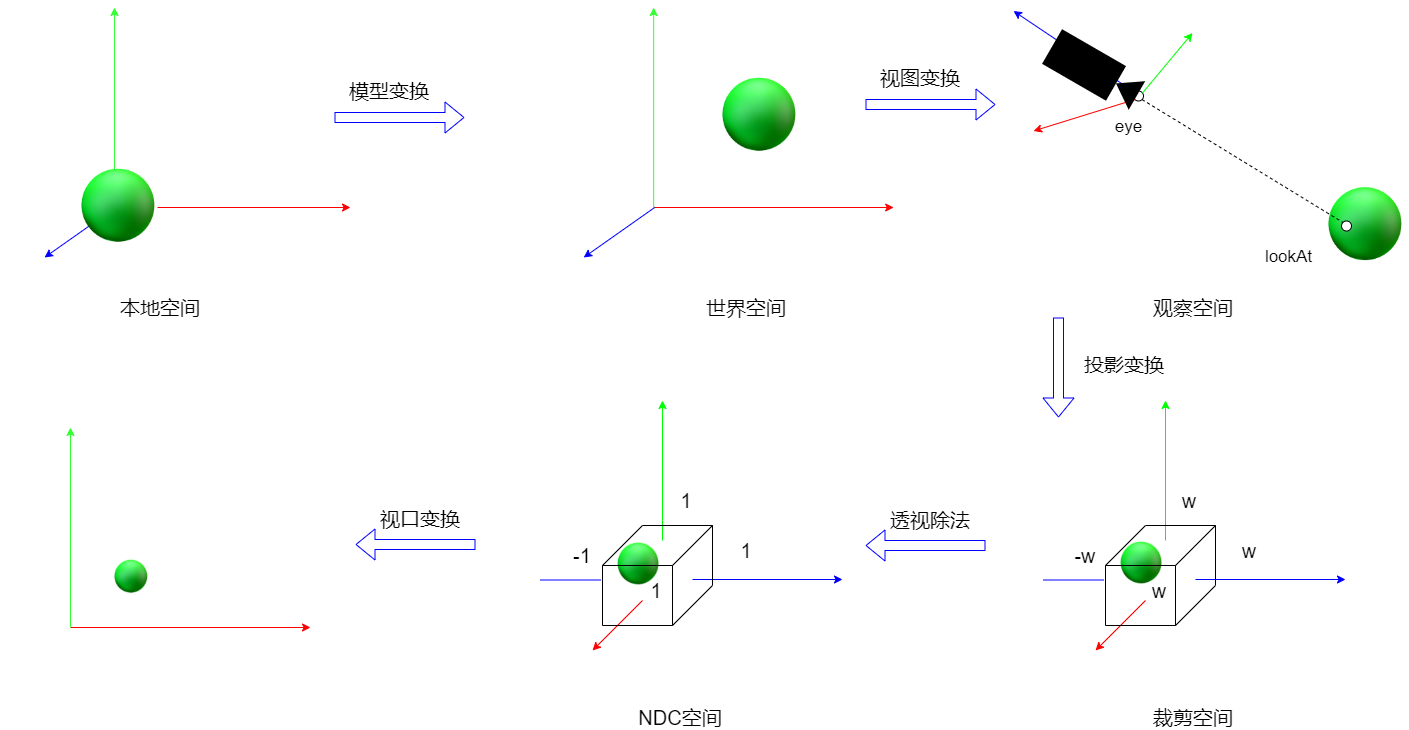 模型变换
视图变换
eye
lookAt
本地空间
世界空间
观察空间
投影变换
视口变换
透视除法
1
-1
1
1
w
-w
w
w
NDC空间
裁剪空间